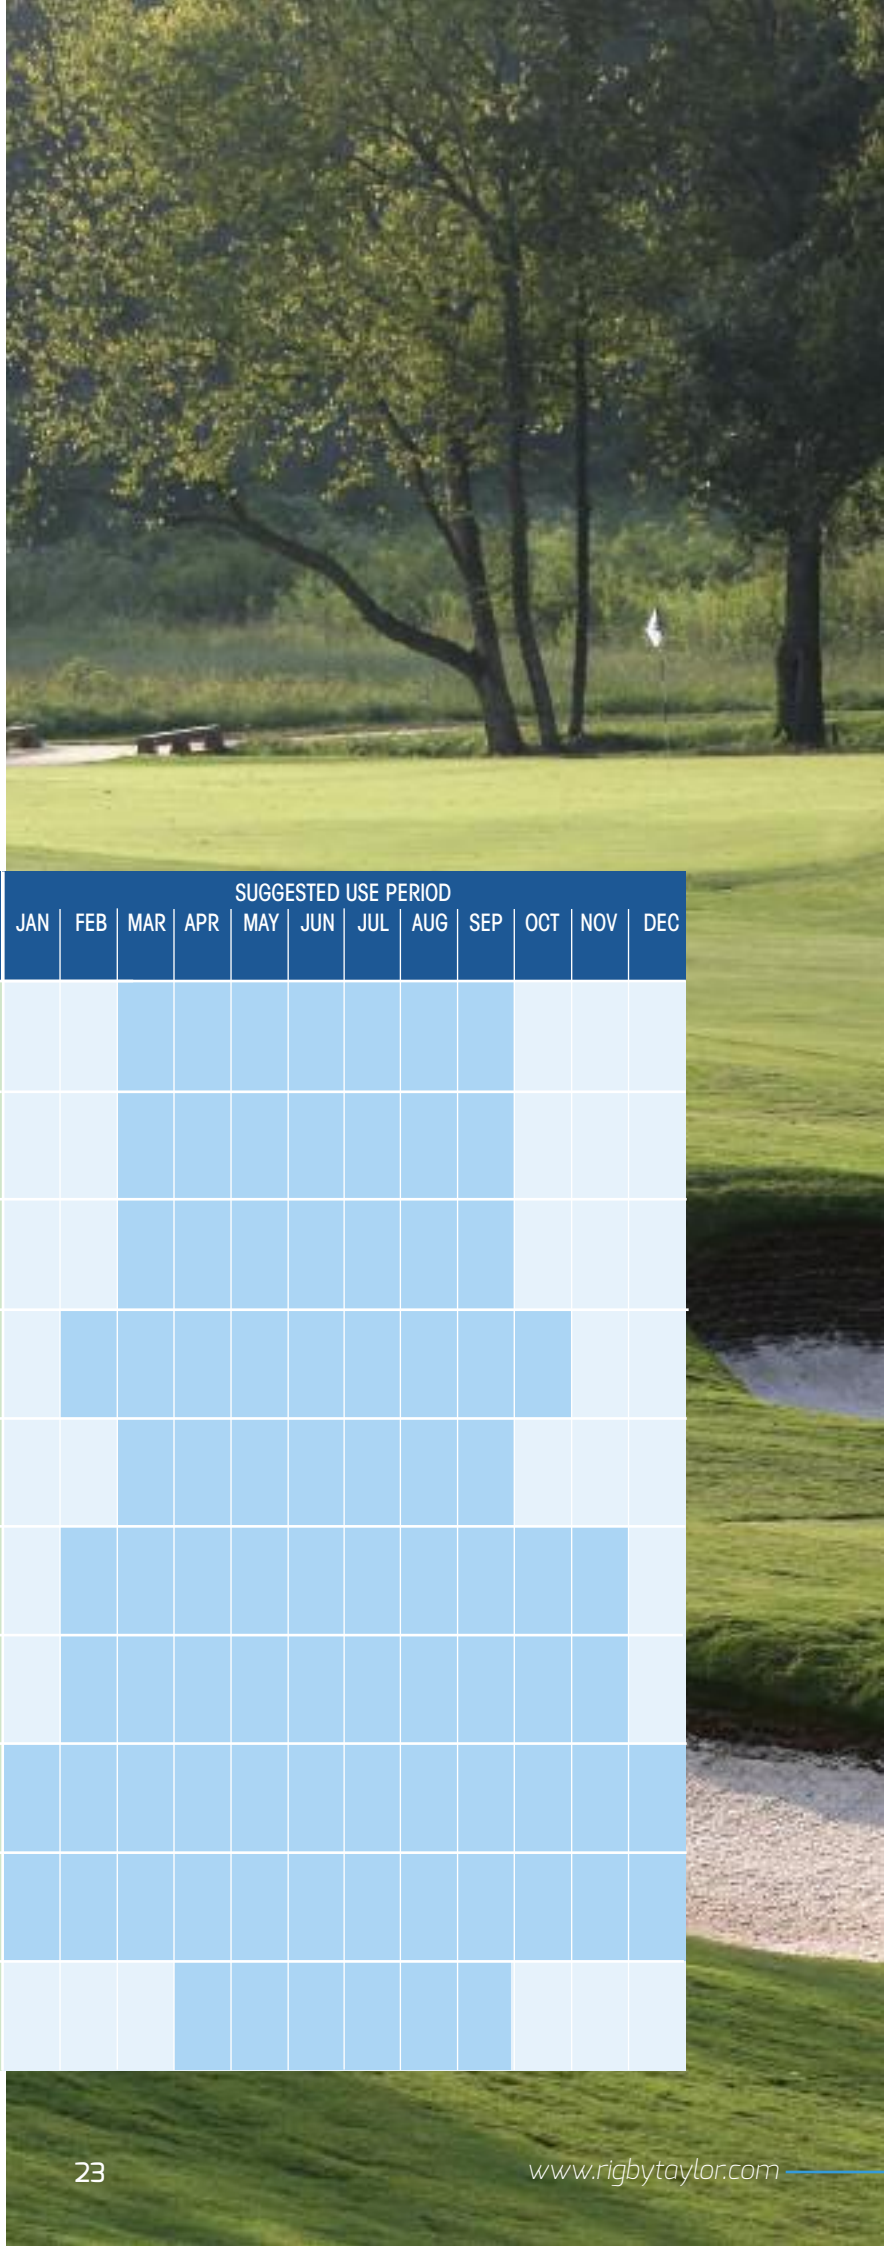 SUGGESTED USE PERIOD
JAN FEB MAR APR MAY JUN JUL AUG SEP OCT NOV DEC
23 www.rigbytaylor.com